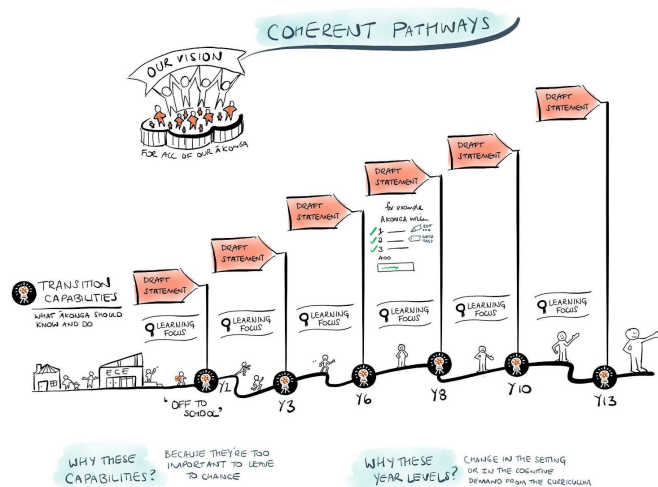 COHERENT PATHWAYS
OUR VISION
FOR ALL OF OUR ĀKONGA
DRAFT
STATEMENT
DRAFT
STATEMENT
DRAFT
STATEMENT
DRAFT
STATEMENT
DRAFT
STATEMENT
DRAFT
STATEMENT
for example
ĀKONGA WILL
1
2
3
ADD
TRANSITION
CAPABILITIES
WHAT ĀKONGA SHOULD
KNOW AND DO
LEARNING
FOCUS
LEARNING
FOCUS
LEARNING
FOCUS
LEARNING
FOCUS
LEARNING
FOCUS
LEARNING
FOCUS
ECE
"OFF TO
SCHOOL"
Y1
Y3
Y6
Y8
Y10
Y13
WHY THESE
CAPABILITIES?
BECAUSE THEY'RE TOO
IMPORTANT TO LEAVE
TO CHANCE
WHY THESE
YEAR LEVELS?
CHANGE IN THE SETTING
OR IN THE COGNITIVE
DEMAND FROM THE CURRICULUM